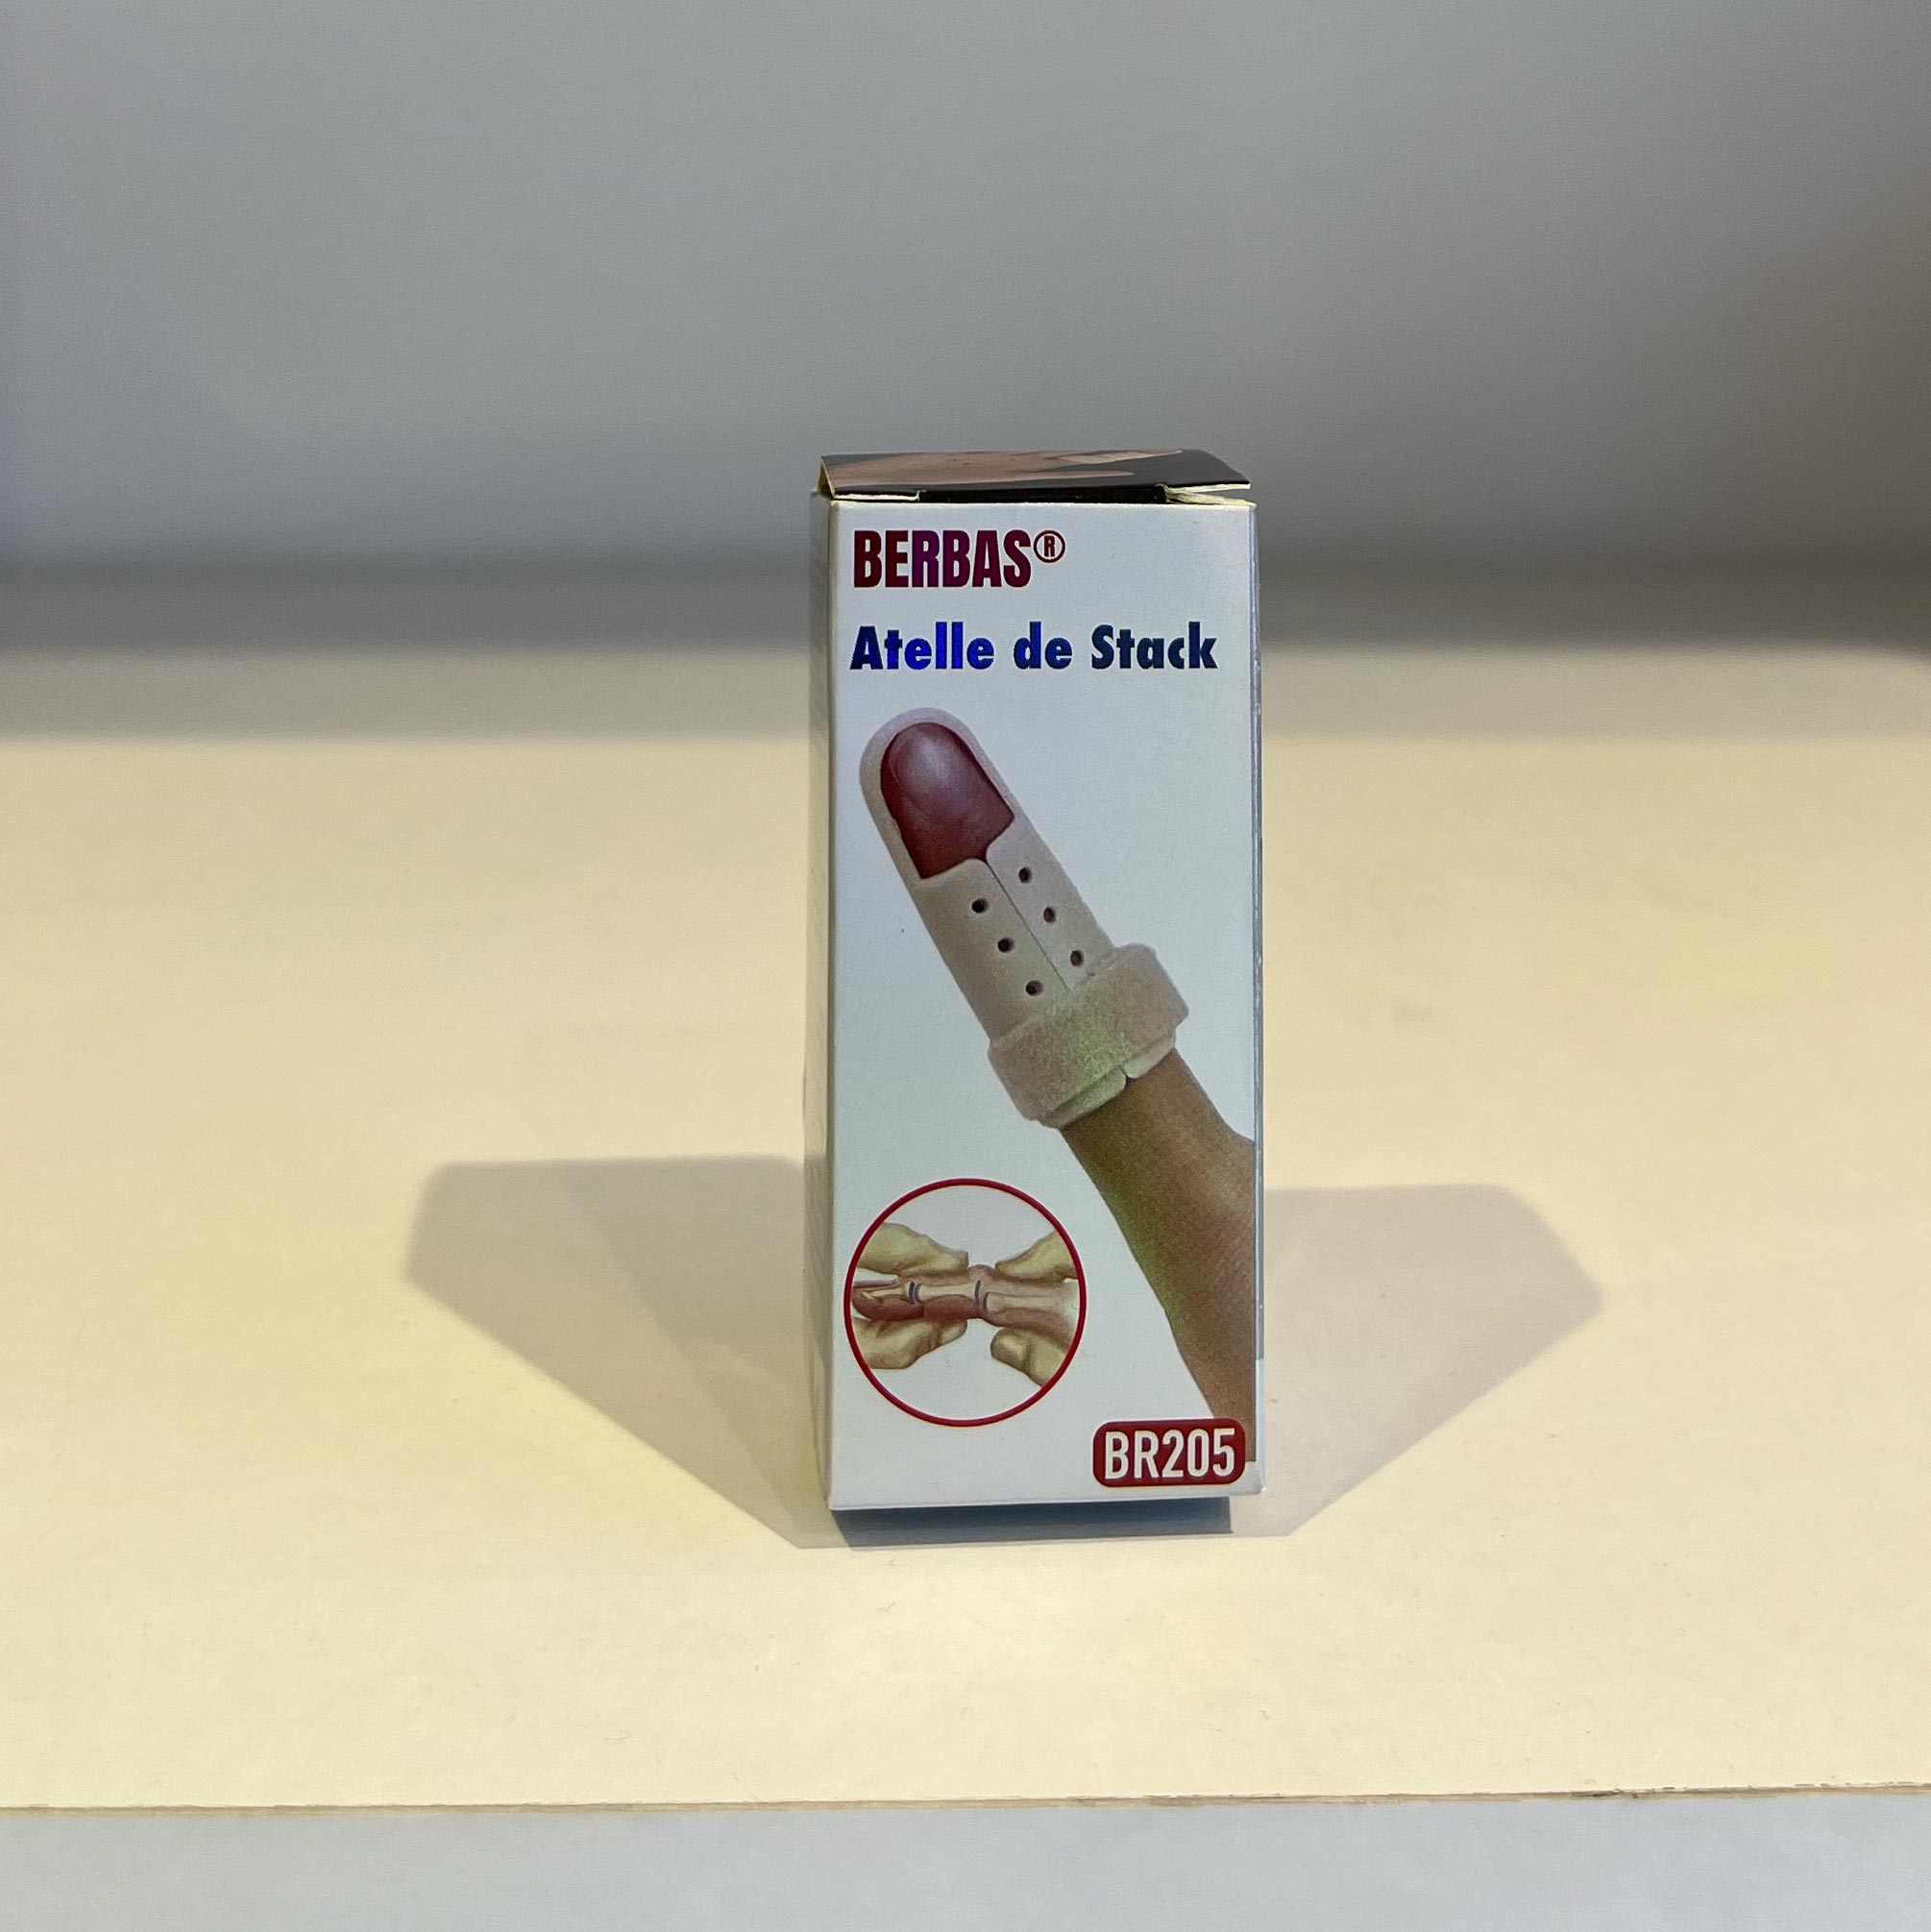 BERBAS®
Atelle de Stack
BR205